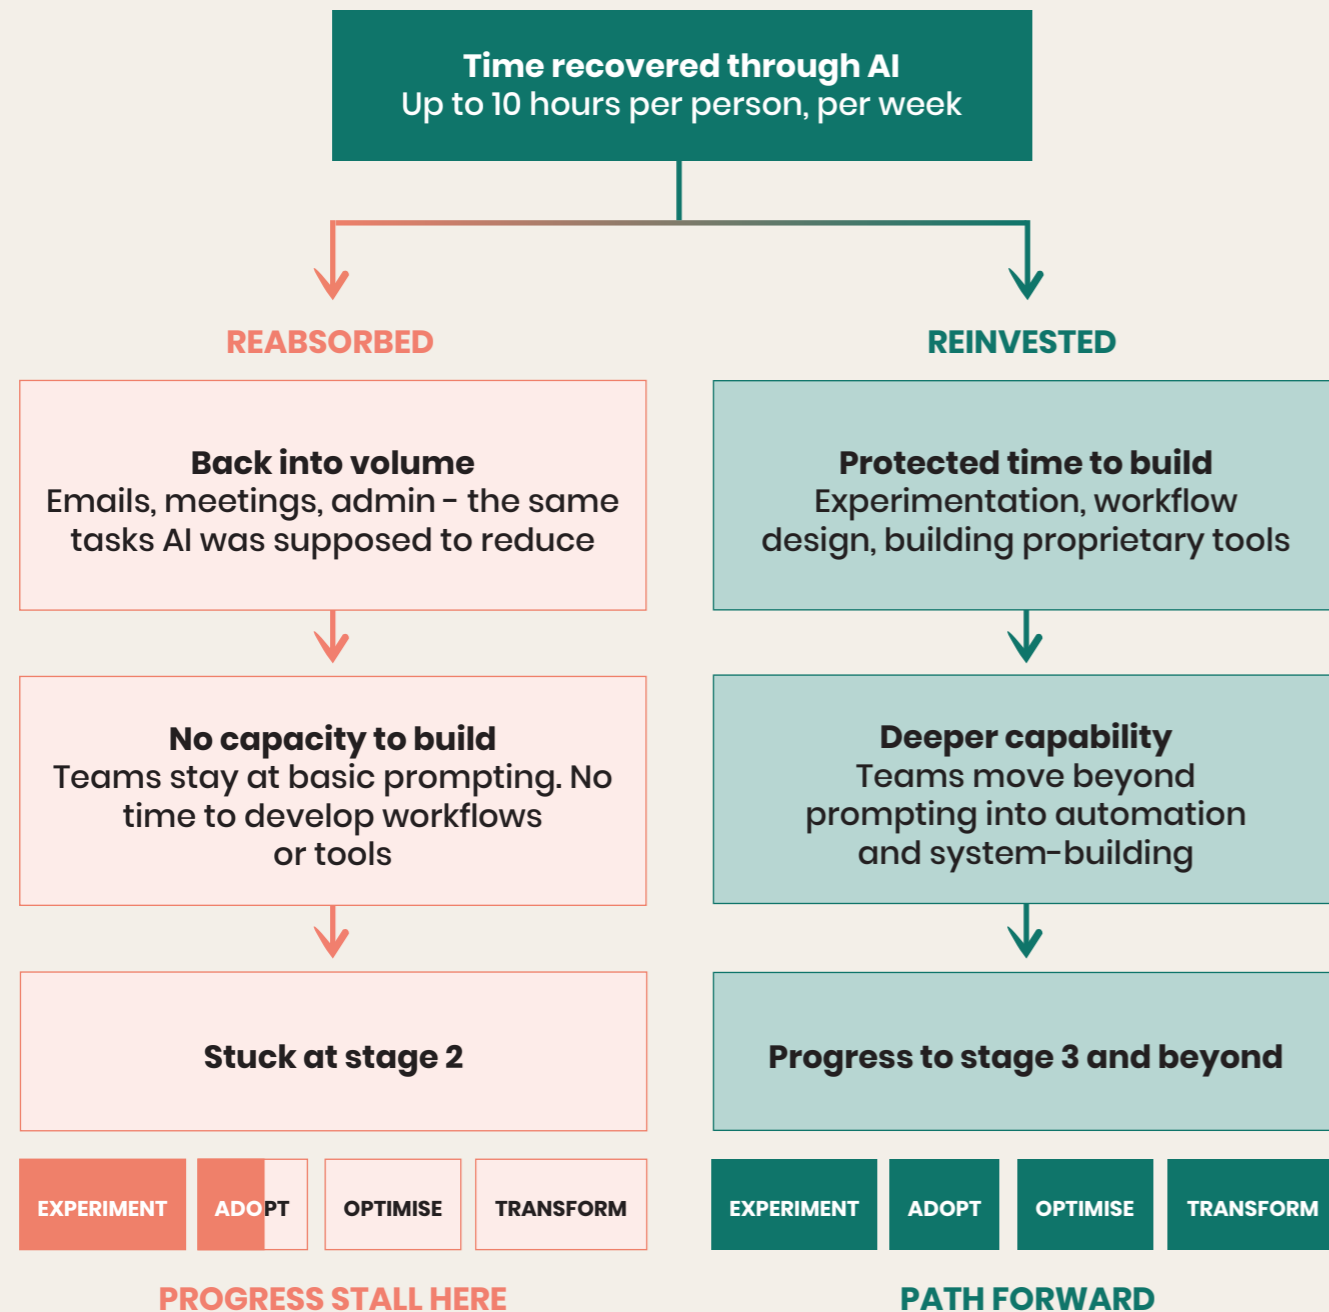 Time recovered through AI
Up to 10 hours per person, per week
REABSORBED
Back into volume
Emails, meetings, admin - the same
tasks AI was supposed to reduce
No capacity to build
Teams stay at basic prompting. No
time to develop workflows
or tools
Stuck at stage 2
EXPERIMENT
ADOPT
OPTIMISE
TRANSFORM
PROGRESS STALL HERE
REINVESTED
Protected time to build
Experimentation, workflow
design, building proprietary tools
Deeper capability
Teams move beyond
prompting into automation
and system-building
Progress to stage 3 and beyond
EXPERIMENT
ADOPT
OPTIMISE
TRANSFORM
PATH FORWARD